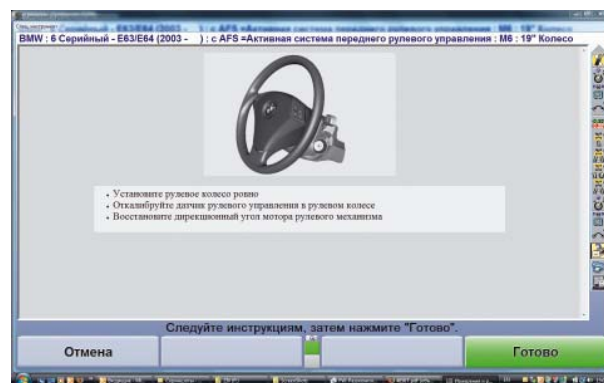 BMW : 6 Серийный - E63/E64 (2003 - ) : с AFS =Активная система переднего рулевого управления : M6 : 19" Колесо
• Установите рулевое колесо ровно
• Откалибруйте датчик рулевого управления в рулевом колесе
• Восстановите дирекционный угол мотора рулевого механизма
Следуйте инструкциям, затем нажмите "Готово".
Отмена
Готово